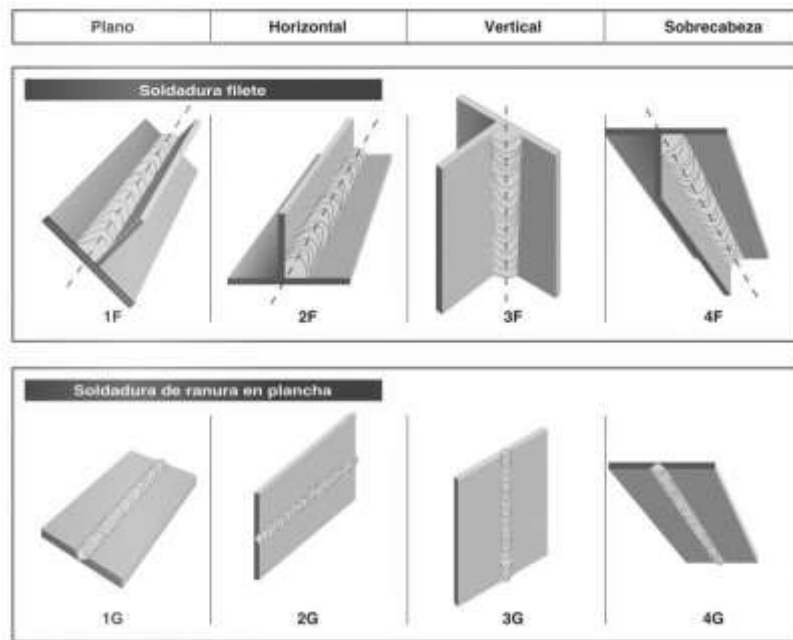 Plano Horizontal Vertical Sobrecabeza
Soldadura filete
1F 2F 3F 4F
Soldadura de ranura en plancha
1G 2G 3G 4G